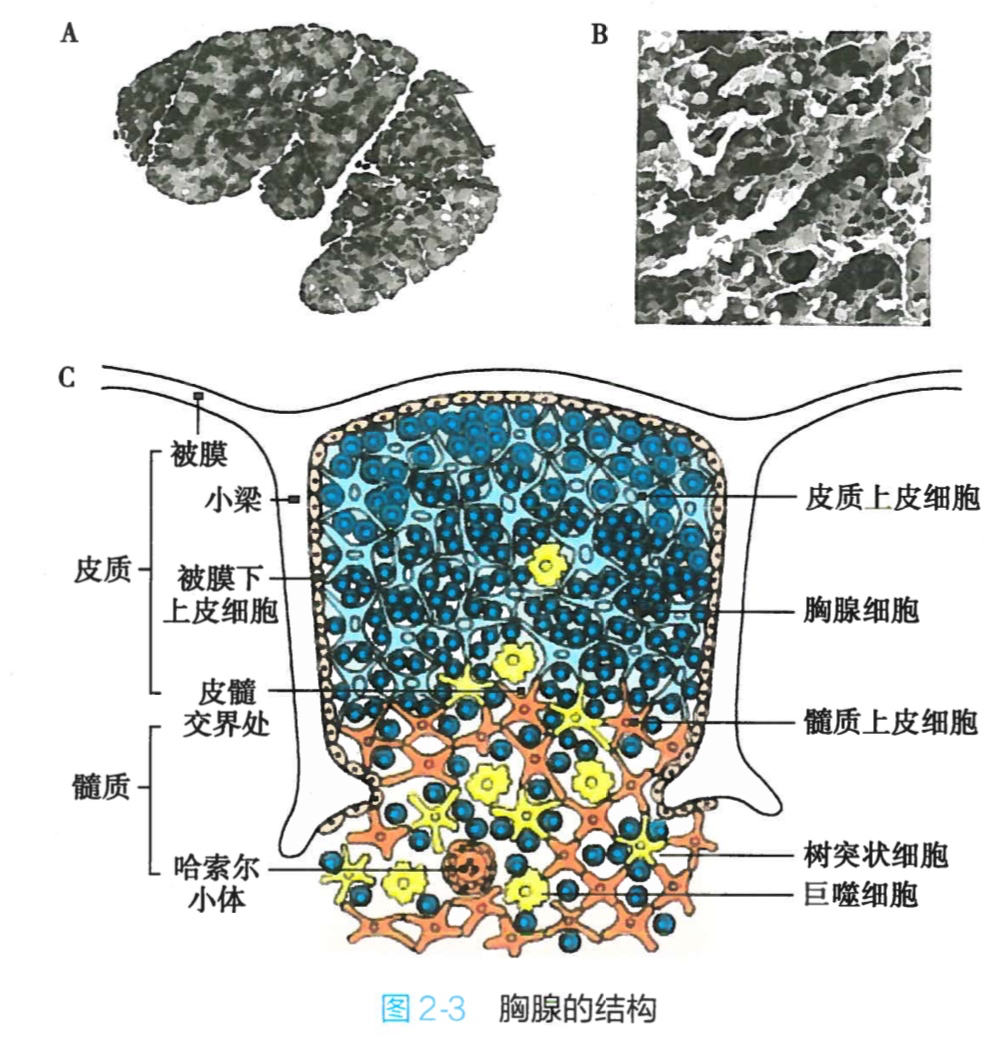 A
B
C
被膜
小梁
皮质上皮细胞
皮质
被膜下
上皮细胞
胸腺细胞
皮髓
交界处
髓质上皮细胞
髓质
哈索尔
小体
树突状细胞
巨噬细胞
图2-3 胸腺的结构